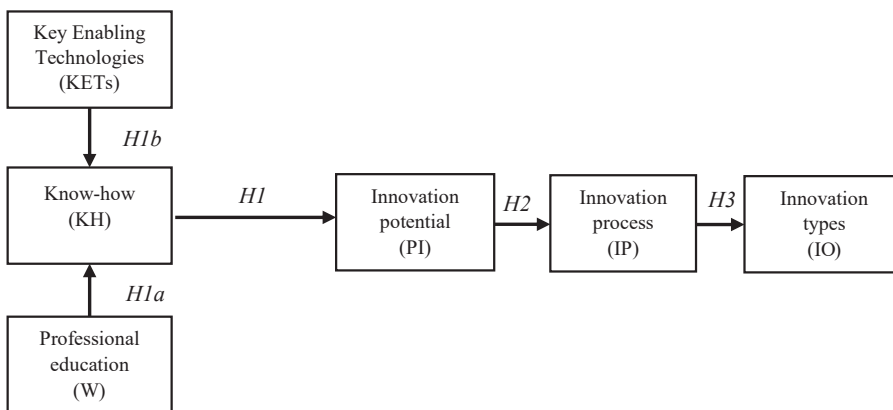 Key Enabling
Technologies
(KETs)
H1b
Know-how
(KH)
H1
Innovation
potential
(PI)
H2
Innovation
process
(IP)
H3
Innovation
types
(IO)
H1a
Professional
education
(W)